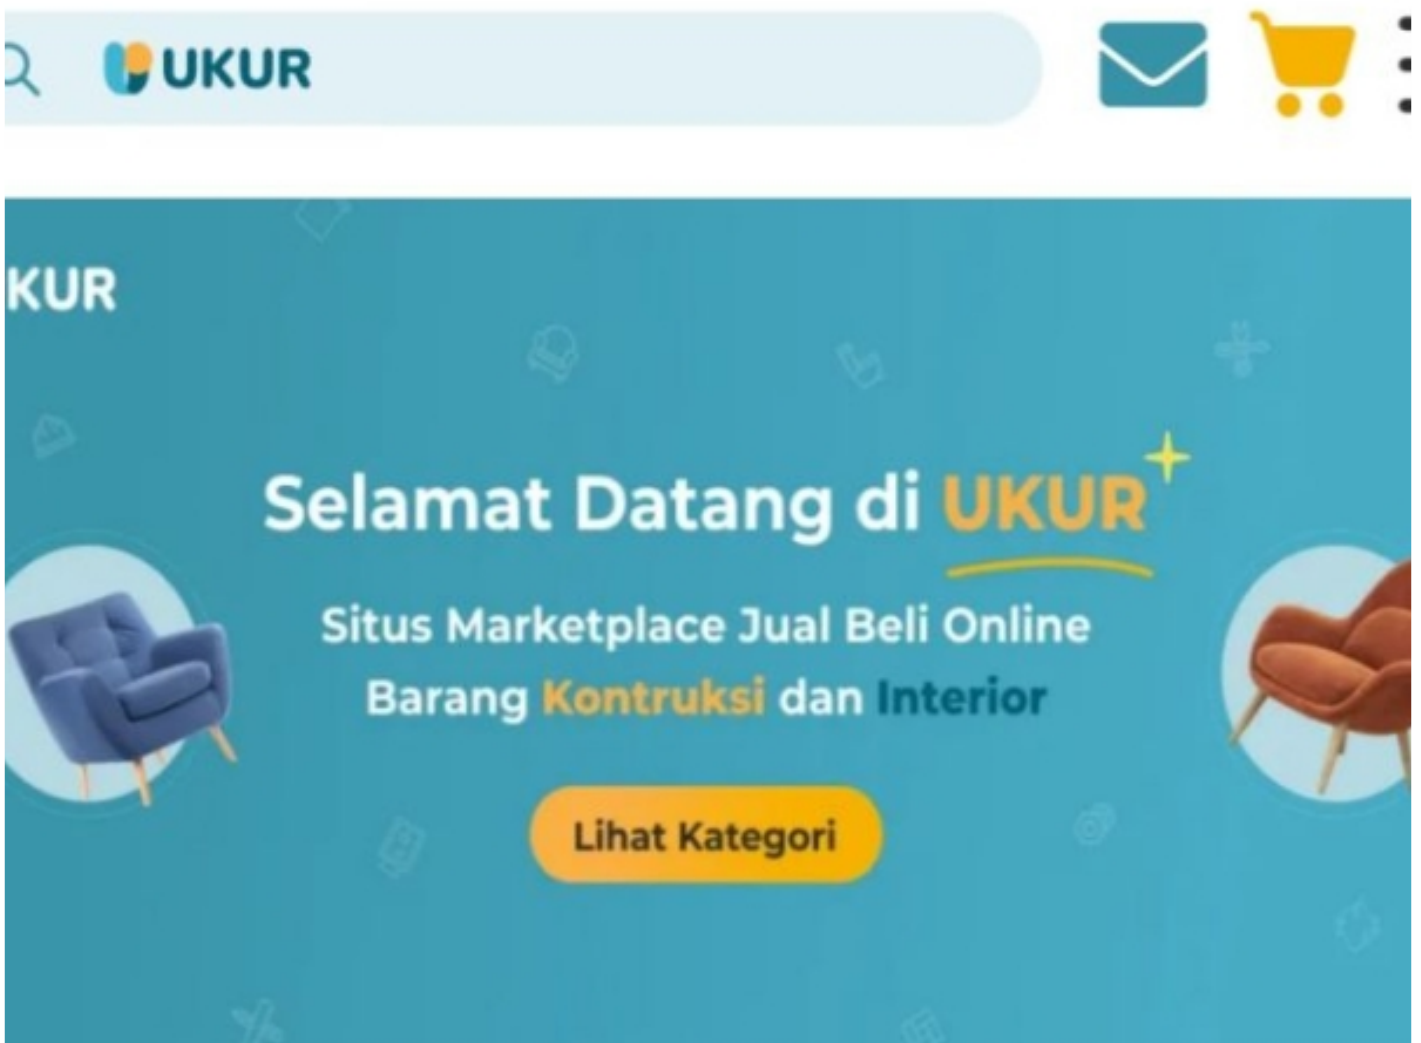 UKUR
KUR
Selamat Datang di UKUR
Situs Marketplace Jual Beli Online
Barang Kontruksi dan Interior
Lihat Kategori